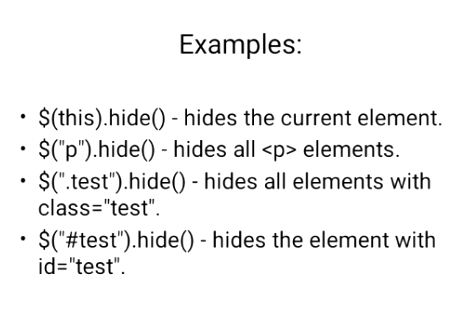 Examples:
• $(this).hide() - hides the current element.
• $("p").hide() - hides all <p> elements.
• $(".test").hide() - hides all elements with
class="test".
• $("#test").hide() - hides the element with
id="test".